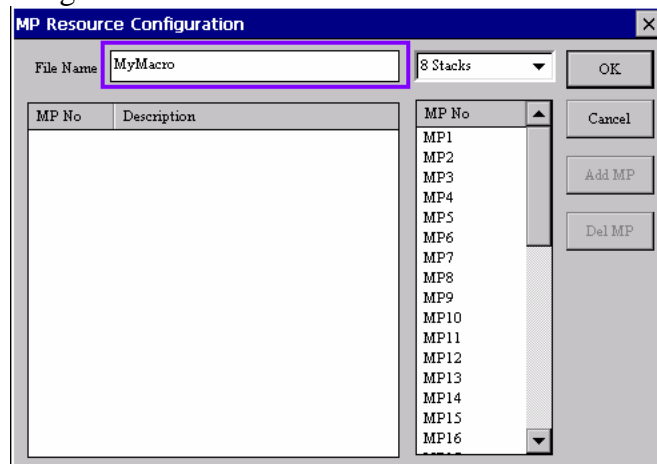 MP Resource Configuration
File Name MyMacro 8 Stacks OK
MP No Description MP No Cancel
MP1
MP2
MP3 Add MP
MP4
MP5 Del MP
MP6
MP7
MP8
MP9
MP10
MP11
MP12
MP13
MP14
MP15
MP16